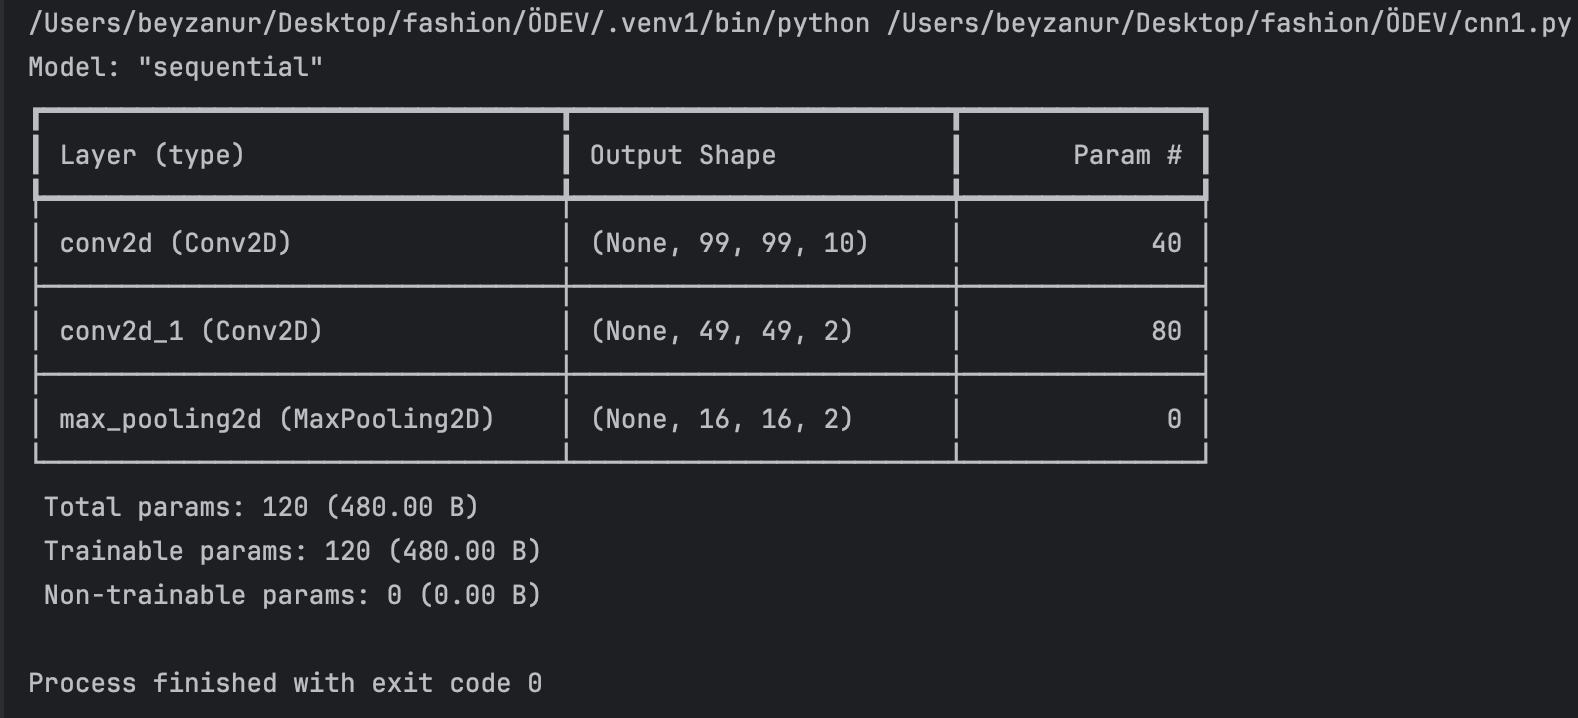 /Users/beyzanur/Desktop/fashion/ÖDEV/.venv1/bin/python /Users/beyzanur/Desktop/fashion/ÖDEV/cnn1.py
Model: "sequential"
Layer (type) Output Shape Param #
conv2d (Conv2D) (None, 99, 99, 10) 40
conv2d_1 (Conv2D) (None, 49, 49, 2) 80
max_pooling2d (MaxPooling2D) (None, 16, 16, 2) 0
Total params: 120 (480.00 B)
Trainable params: 120 (480.00 B)
Non-trainable params: 0 (0.00 B)
Process finished with exit code 0